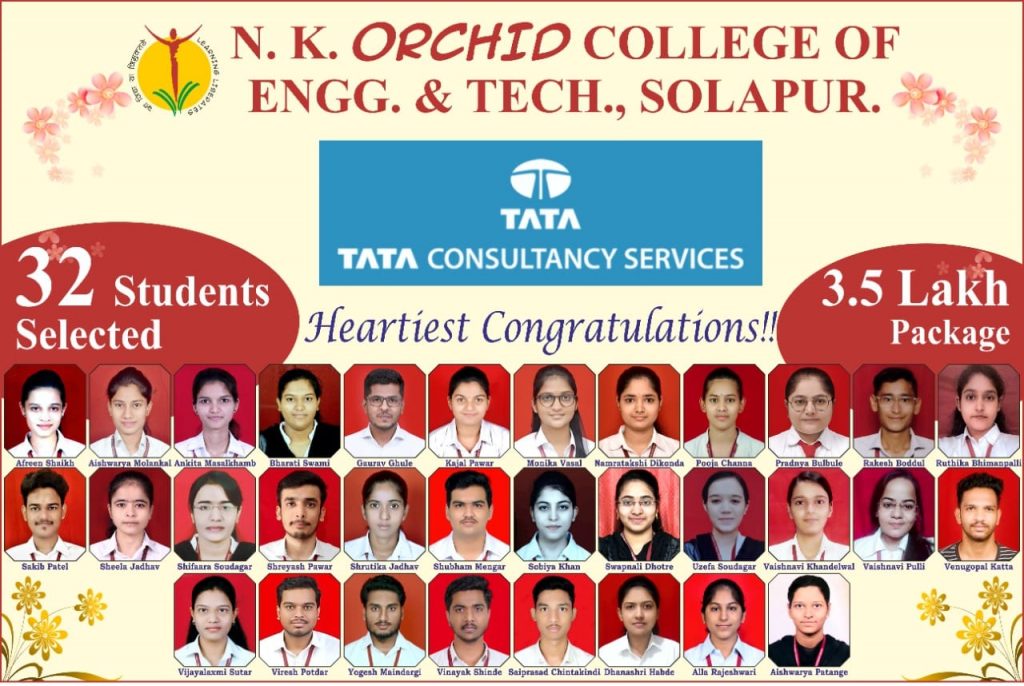 N. K. ORCHID COLLEGE OF
ENGG. & TECH., SOLAPUR.
LEARNING LIBERATES
TATA
TATA CONSULTANCY SERVICES
32 Students
Selected
Heartiest Congratulations!!
3.5 Lakh
Package
Afreen Shaikh Aishwarya Molankal Ankita Masalkhamb Bharati Swami Gaurav Ghule Kajal Pawar Monika Vasal Namratakshi Dikonda Pooja Channa Pradnya Bulbule Rakesh Boddul Ruthika Bhimanpalli
Sakib Patel Sheela Jadhav Shifaara Soudagar Shreyash Pawar Shrutika Jadhav Shubham Mengar Sobiya Khan Swapnali Dhotre Uzefa Soudagar Vaishnavi Khandelwal Vaishnavi Pulli Venugopal Katta
Vijayalaxmi Sutar Viresh Potdar Yogesh Maindargi Vinayak Shinde Saiprasad Chintakindi Dhanashri Habde Alla Rajeshwari Aishwarya Patange